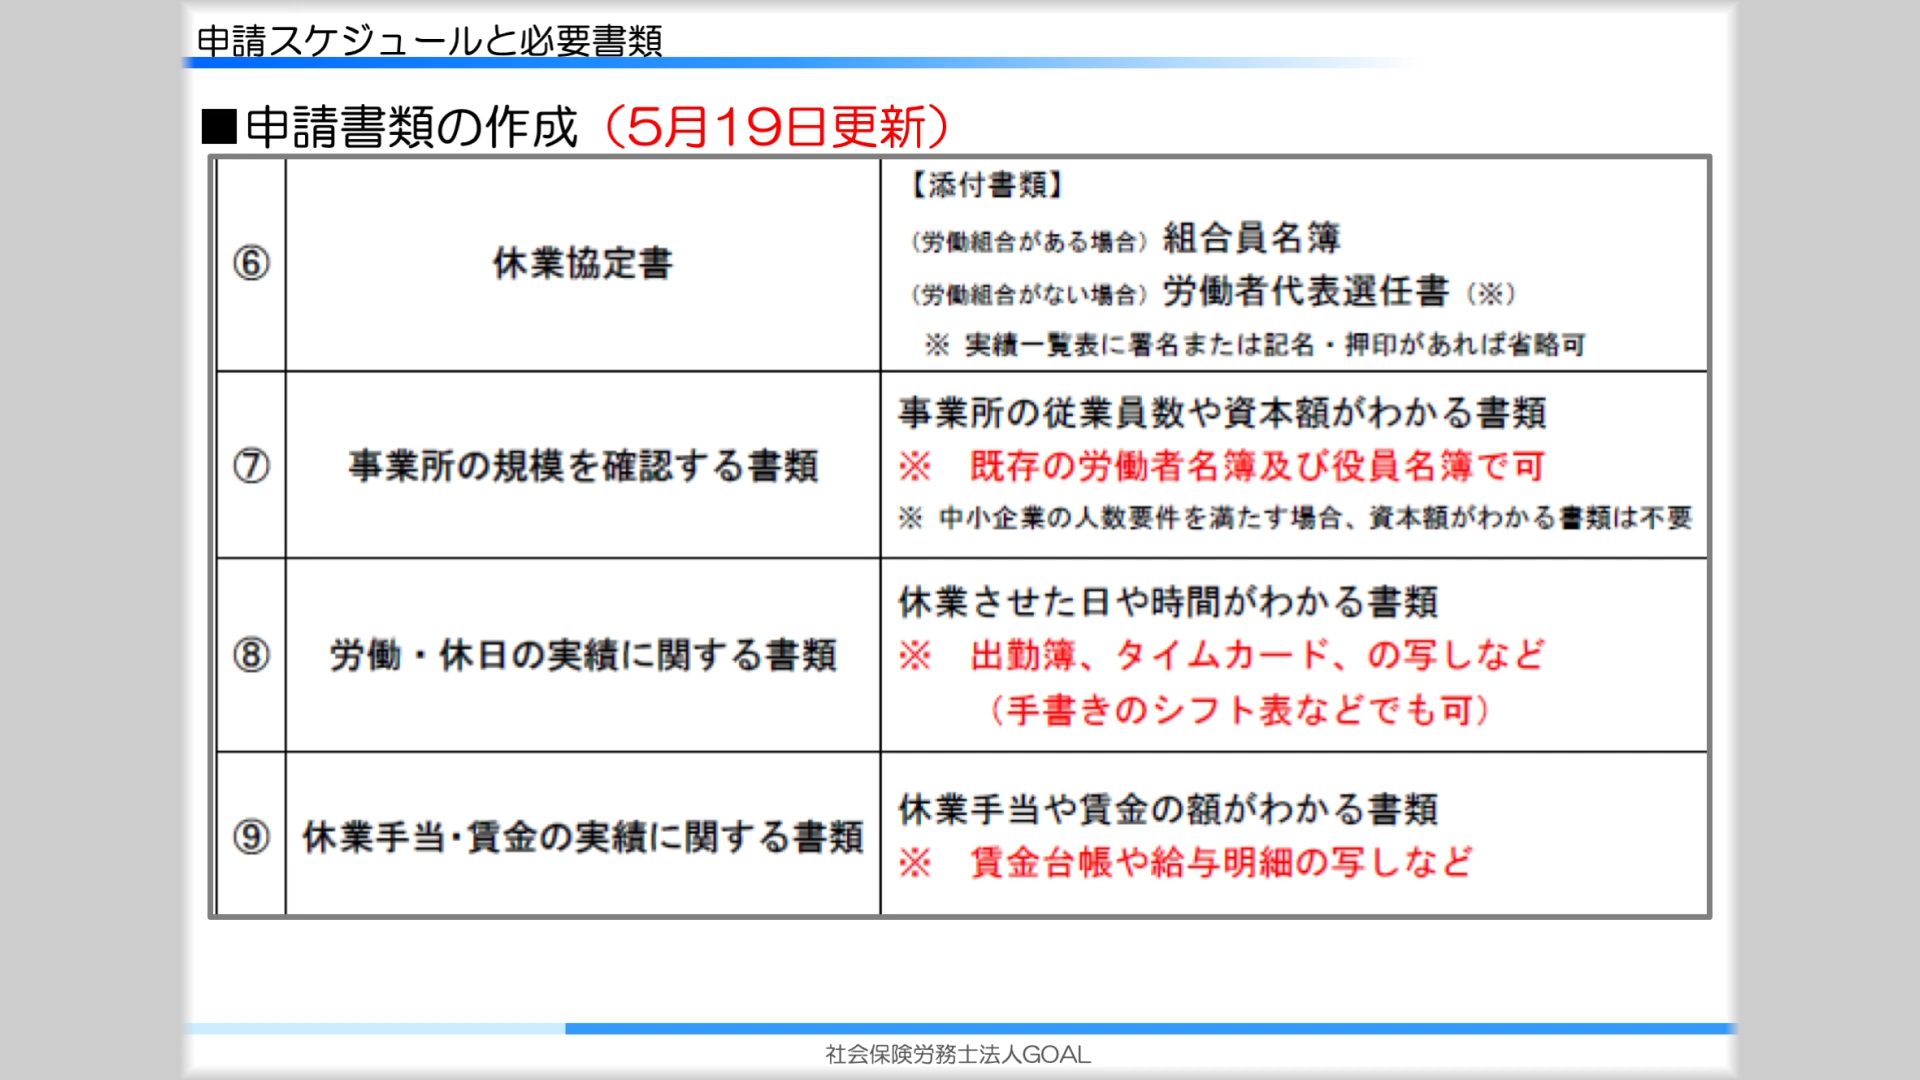 申請スケジュールと必要書類
■申請書類の作成（5月19日更新）
⑥
休業協定書
【添付書類】
（労働組合がある場合）組合員名簿
（労働組合がない場合）労働者代表選任書（※）
※ 実績一覧表に署名または記名・押印があれば省略可
⑦
事業所の規模を確認する書類
事業所の従業員数や資本額がわかる書類
※　既存の労働者名簿及び役員名簿で可
※ 中小企業の人数要件を満たす場合、資本額がわかる書類は不要
⑧
労働・休日の実績に関する書類
休業させた日や時間がわかる書類
※　出勤簿、タイムカード、の写しなど
（手書きのシフト表などでも可）
⑨
休業手当・賃金の実績に関する書類
休業手当や賃金の額がわかる書類
※　賃金台帳や給与明細の写しなど
社会保険労務士法人GOAL